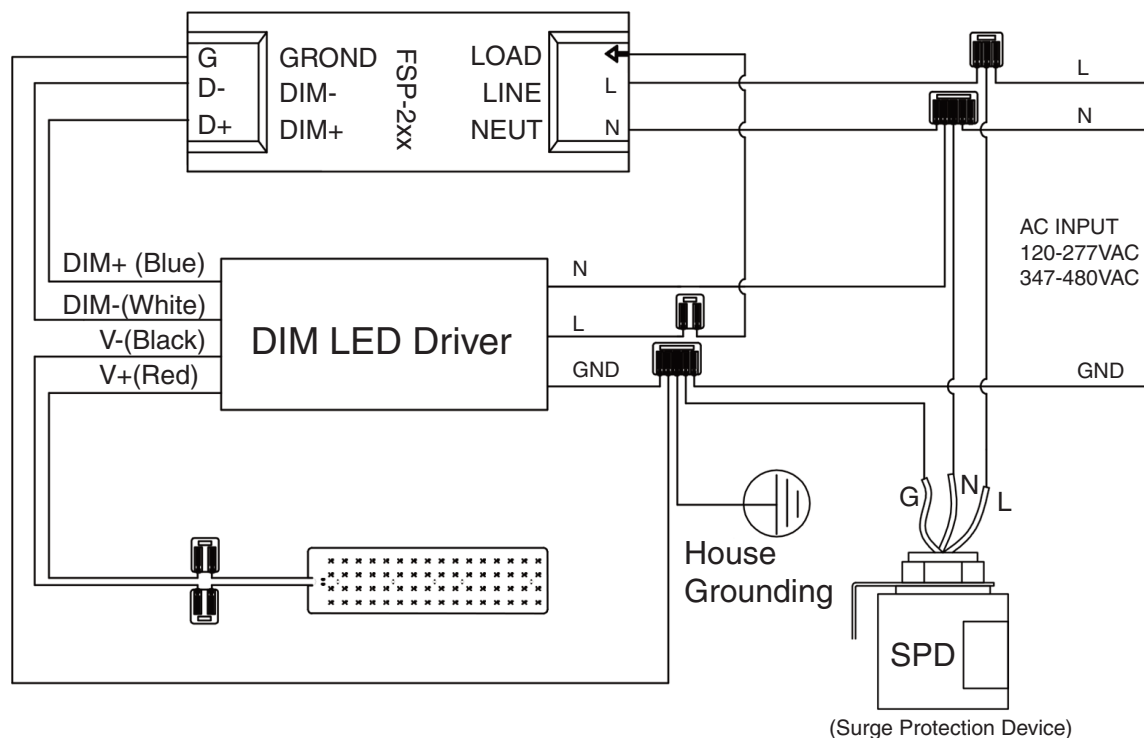 G
D-
D+
GROND
DIM-
DIM+
FSP-2xx
LOAD
LINE
NEUT
L
N
L
N
AC INPUT
120-277VAC
347-480VAC
DIM+ (Blue)
DIM-(White)
V-(Black)
V+(Red)
DIM LED Driver
N
L
GND
GND
House
Grounding
G
N
L
SPD
(Surge Protection Device)